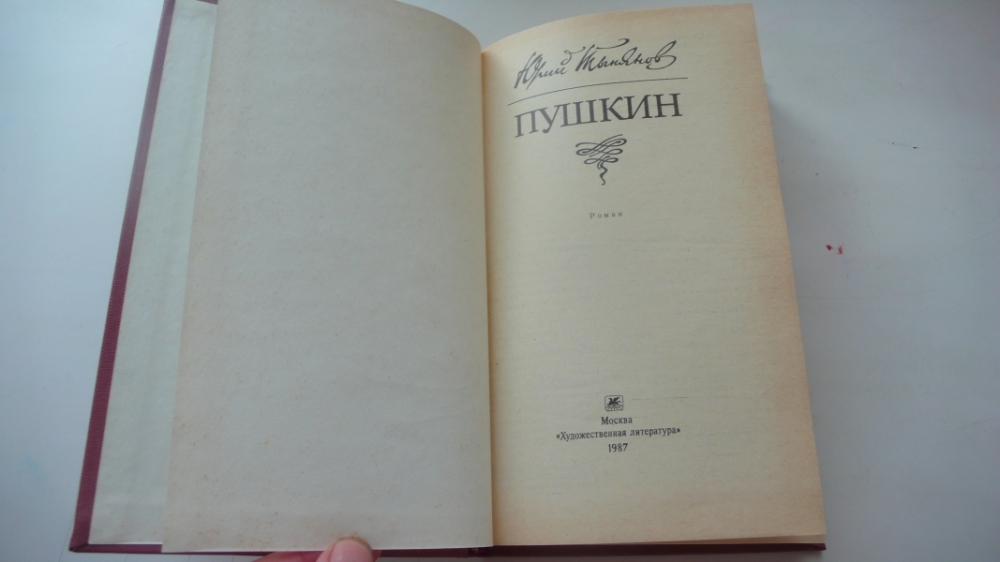 Юрий Тынянов
ПУШКИН
Роман
Москва
«Художественная литература»
1987